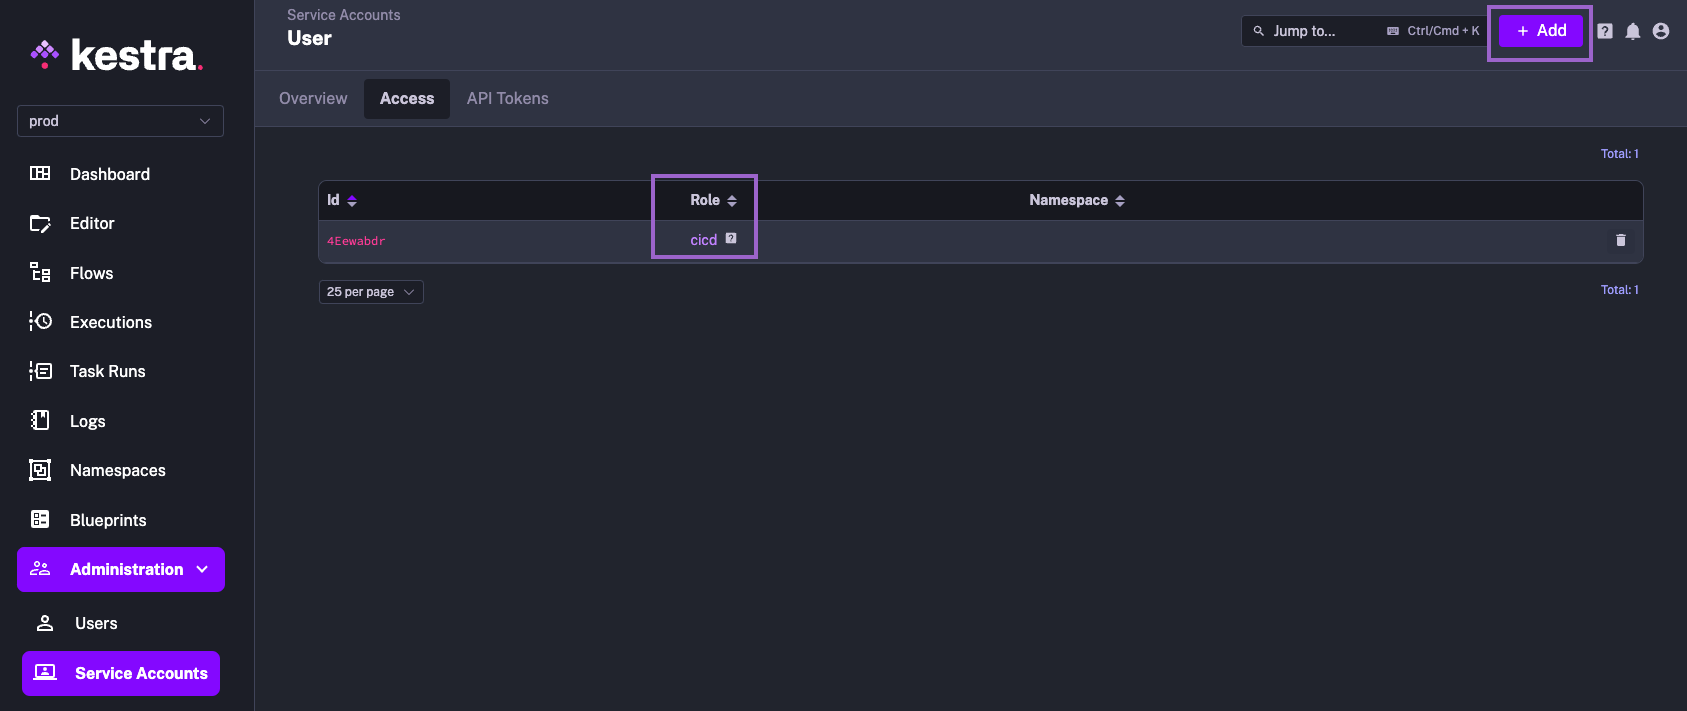 kestra.
prod
Dashboard
Editor
Flows
Executions
Task Runs
Logs
Namespaces
Blueprints
Administration
Users
Service Accounts
Service Accounts
User
Jump to...
Ctrl/Cmd + K
+ Add
?
Overview
Access
API Tokens
Total: 1
Id
Role
Namespace
4Eewabdr
cicd ?
25 per page
Total: 1